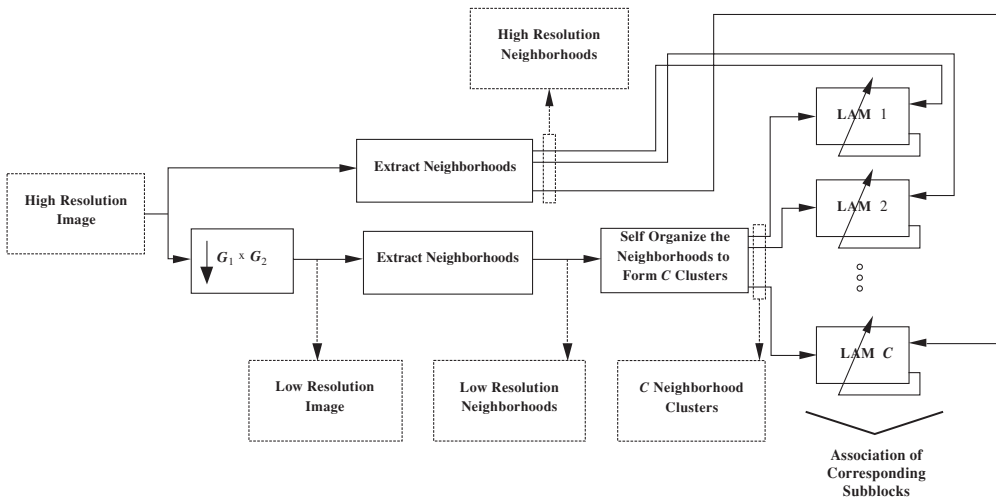 High Resolution
Neighborhoods
LAM 1
Extract Neighborhoods
High Resolution
Image
LAM 2
G₁ x G₂
Extract Neighborhoods
Self Organize the
Neighborhoods to
Form C Clusters
LAM C
Low Resolution
Image
Low Resolution
Neighborhoods
C Neighborhood
Clusters
Association of
Corresponding
Subblocks